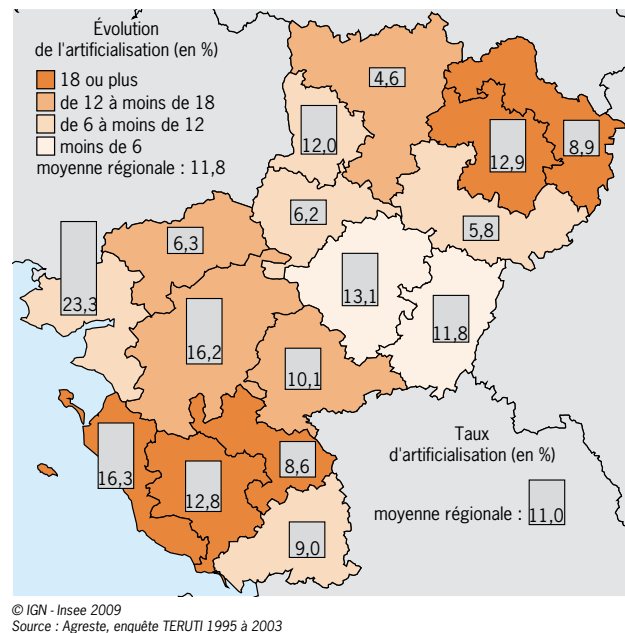 Évolution
de l'artificialisation (en %)
18 ou plus
de 12 à moins de 18
de 6 à moins de 12
moins de 6
moyenne régionale : 11,8
4,6
12,0
12,9
8,9
6,2
5,8
6,3
23,3
13,1
11,8
16,2
10,1
16,3
12,8
8,6
9,0
Taux
d'artificialisation (en %)
moyenne régionale : 11,0
© IGN - Insee 2009
Source : Agreste, enquête TERUTI 1995 à 2003